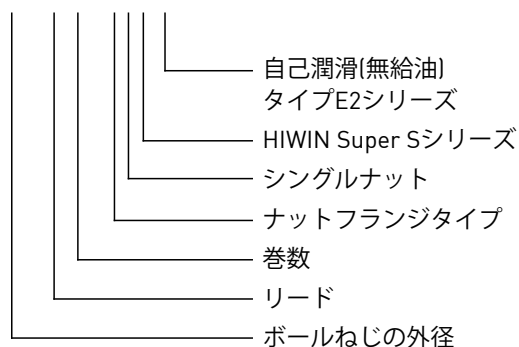 自己潤滑(無給油)
タイプE2シリーズ
HIWIN Super Sシリーズ
シングルナット
ナットフランジタイプ
巻数
リード
ボールねじの外径